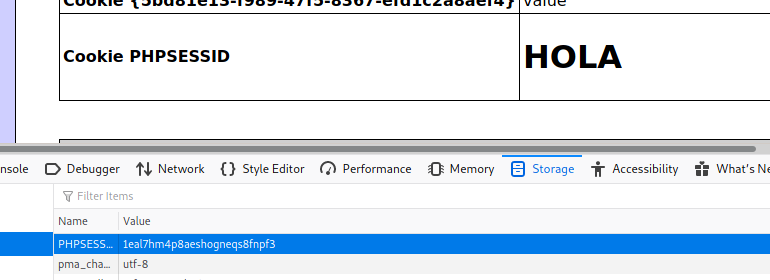 Cookie {5bd81e13-f989-47f5-8367-efd1c2a8aef4} value
Cookie PHPSESSID HOLA
nsole Debugger Network Style Editor Performance Memory Storage Accessibility What's Ne
Filter Items
Name Value
PHPSESS... 1eal7hm4p8aeshogneqs8fnpf3
pma_cha... utf-8